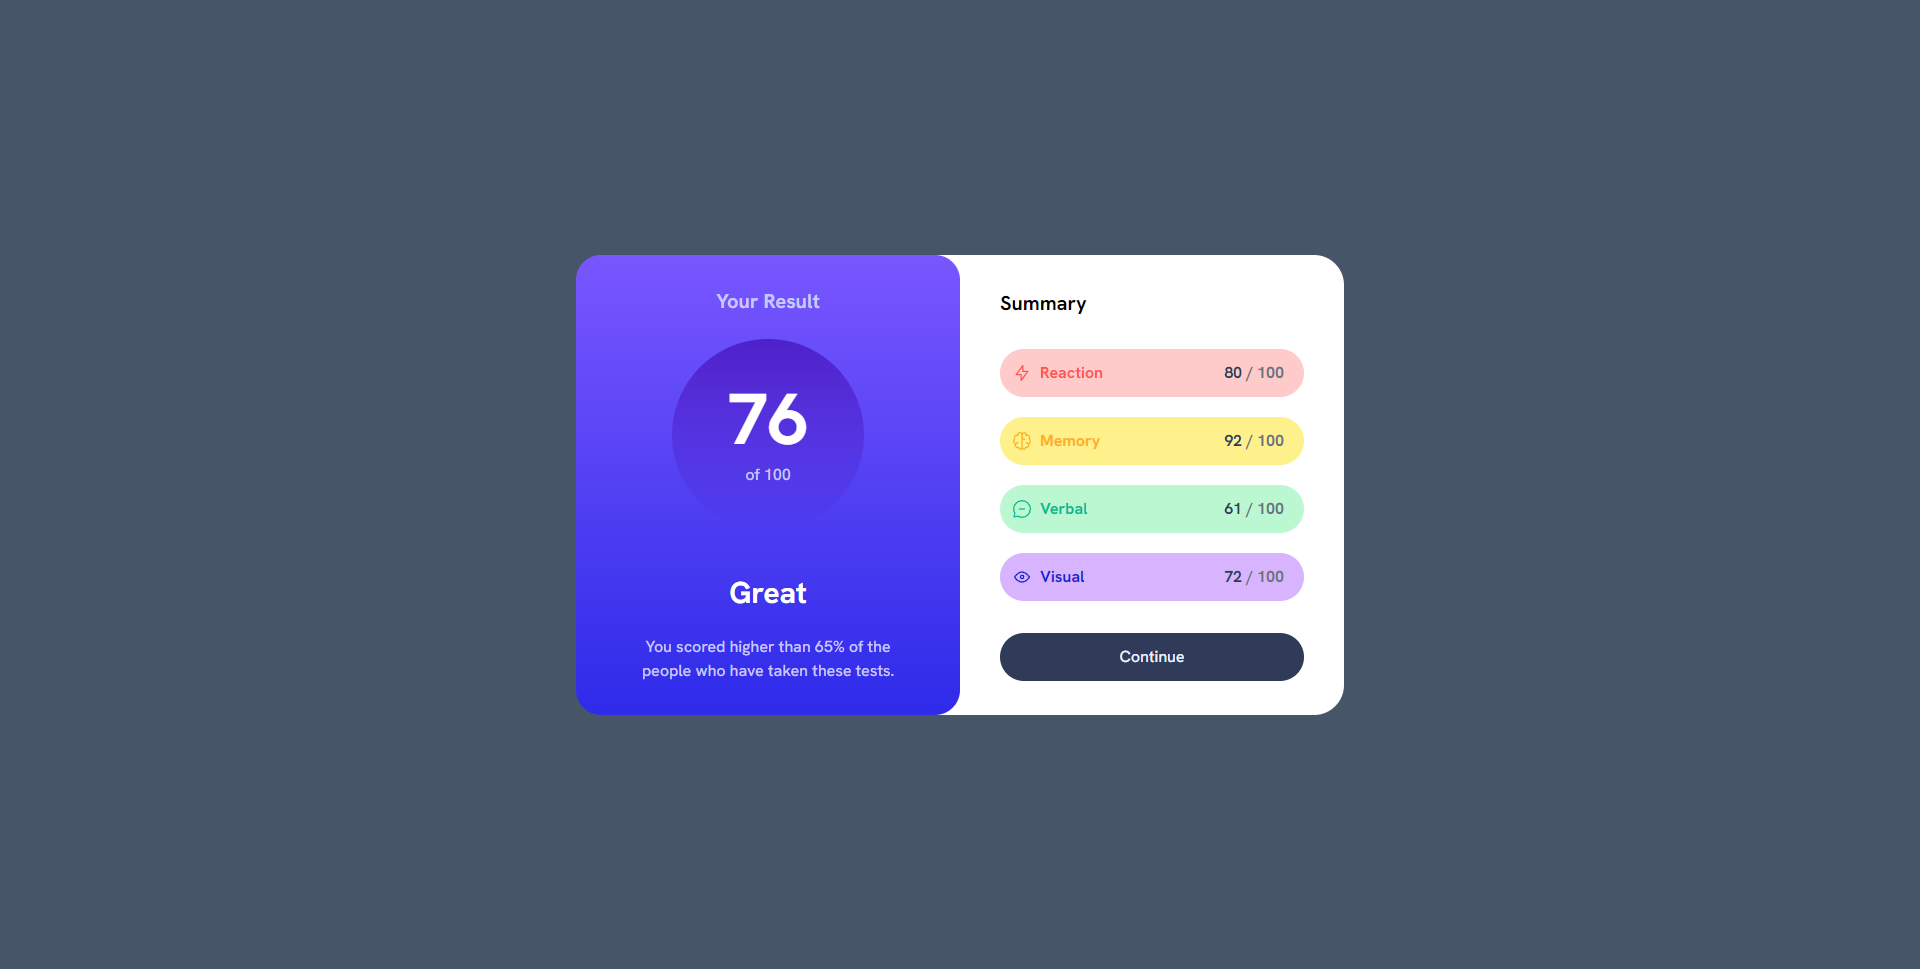 Your Result
76
of 100
Great
You scored higher than 65% of the
people who have taken these tests.
Summary
Reaction 80 / 100
Memory 92 / 100
Verbal 61 / 100
Visual 72 / 100
Continue